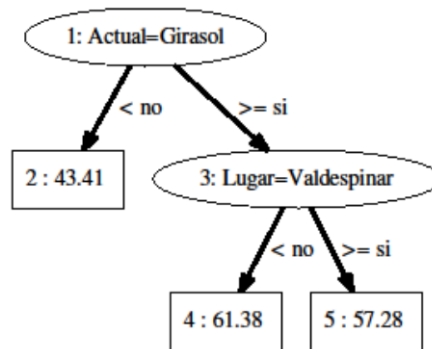 1: Actual=Girasol
< no
>= si
2 : 43.41
3: Lugar=Valdespinar
< no
>= si
4 : 61.38
5 : 57.28